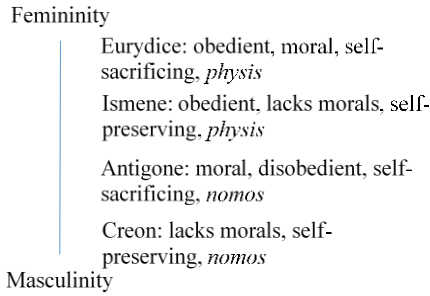 Femininity
Eurydice: obedient, moral, self-
sacrificing, physis
Ismene: obedient, lacks morals, self-
preserving, physis
Antigone: moral, disobedient, self-
sacrificing, nomos
Creon: lacks morals, self-
preserving, nomos
Masculinity